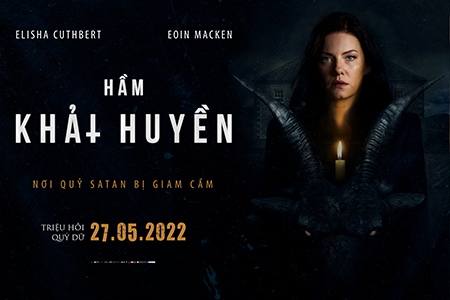 ELISHA CUTHBERT EOIN MACKEN
HẦM
KHẢI HUYỀN
NƠI QUỶ SATAN BỊ GIAM CẦM
TRIỆU HỒI
QUỶ DỮ 27.05.2022